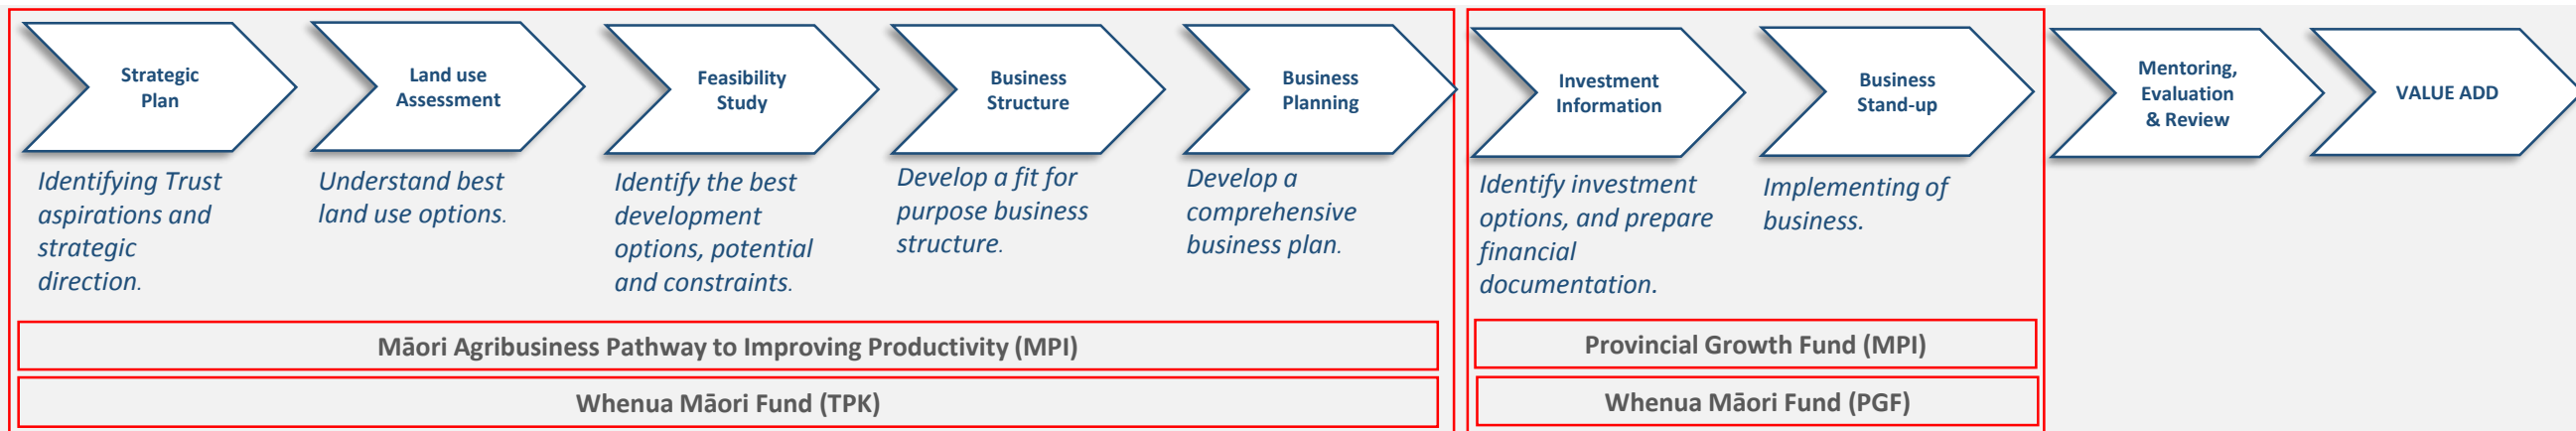 Strategic
Plan
Land use
Assessment
Feasibility
Study
Business
Structure
Business
Planning
Investment
Information
Business
Stand-up
Mentoring,
Evaluation
& Review
VALUE ADD
Identifying Trust
aspirations and
strategic
direction.
Understand best
land use options.
Identify the best
development
options, potential
and constraints.
Develop a fit for
purpose business
structure.
Develop a
comprehensive
business plan.
Identify investment
options, and prepare
financial
documentation.
Implementing of
business.
Māori Agribusiness Pathway to Improving Productivity (MPI)
Whenua Māori Fund (TPK)
Provincial Growth Fund (MPI)
Whenua Māori Fund (PGF)